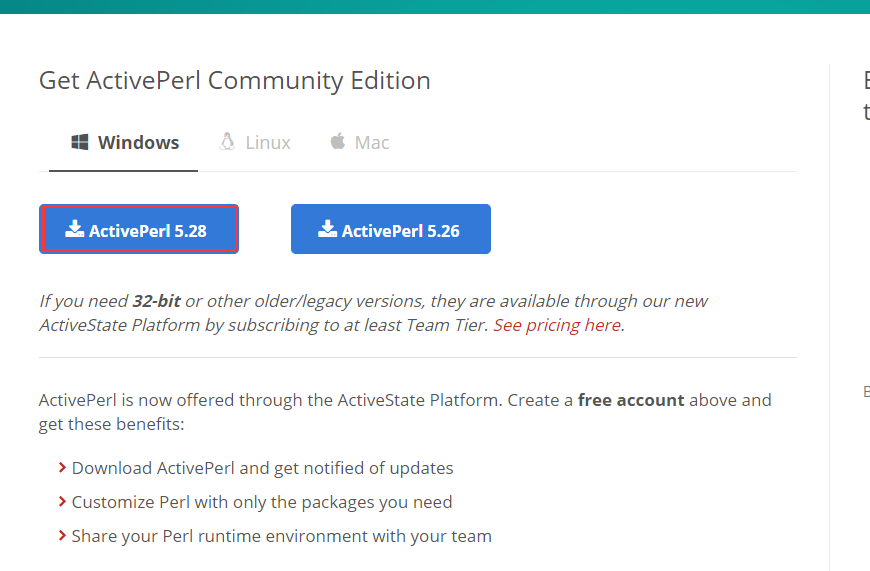 Get ActivePerl Community Edition
Windows Linux Mac
ActivePerl 5.28 ActivePerl 5.26
If you need 32-bit or other older/legacy versions, they are available through our new
ActiveState Platform by subscribing to at least Team Tier. See pricing here.
ActivePerl is now offered through the ActiveState Platform. Create a free account above and
get these benefits:
Download ActivePerl and get notified of updates
Customize Perl with only the packages you need
Share your Perl runtime environment with your team